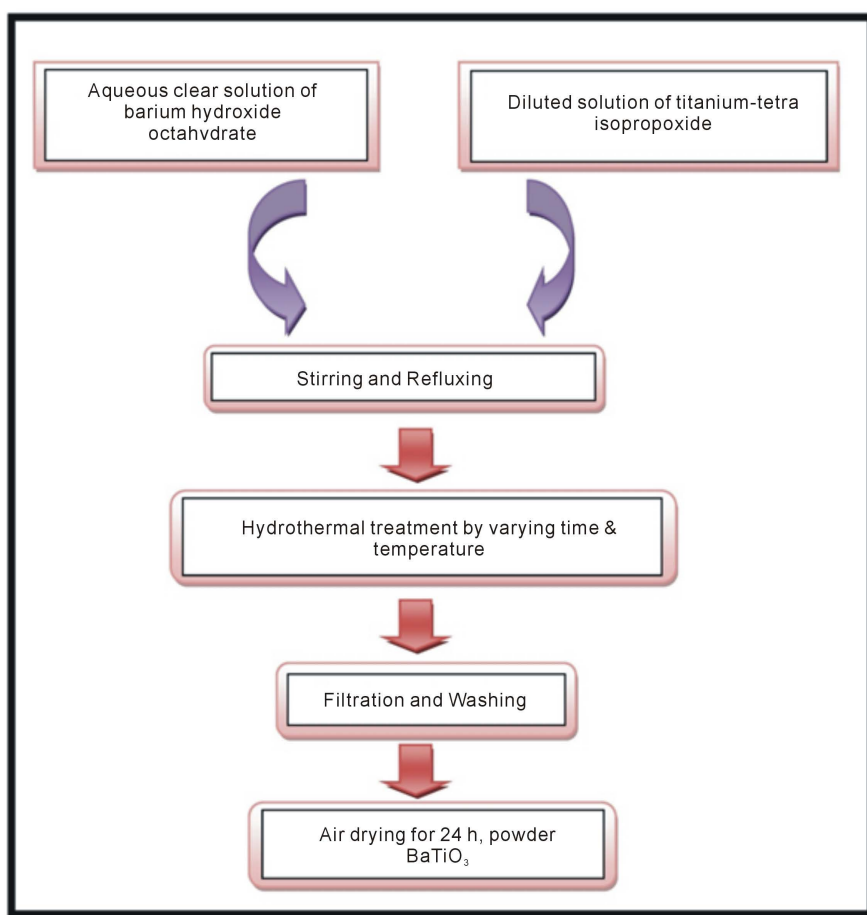 Aqueous clear solution of
barium hydroxide
octahvdrate
Diluted solution of titanium-tetra
isopropoxide
Stirring and Refluxing
Hydrothermal treatment by varying time &
temperature
Filtration and Washing
Air drying for 24 h, powder
BaTiO₃